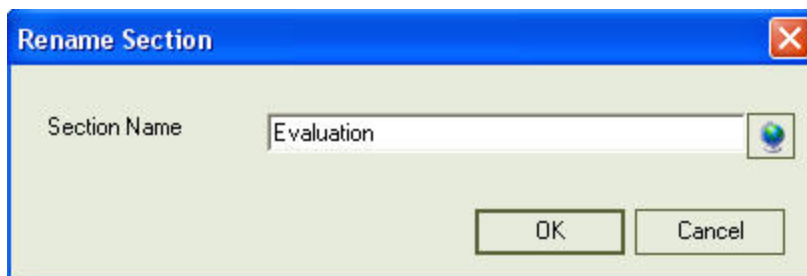 Rename Section
Section Name
Evaluation
OK
Cancel